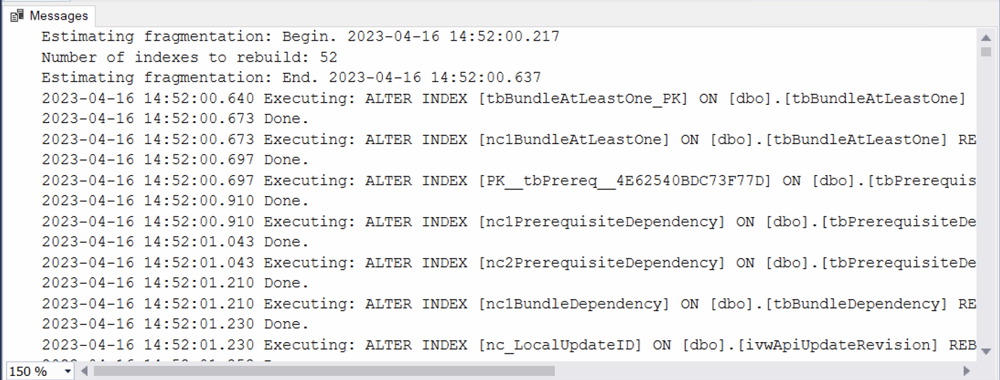 Messages
Estimating fragmentation: Begin. 2023-04-16 14:52:00.217
Number of indexes to rebuild: 52
Estimating fragmentation: End. 2023-04-16 14:52:00.637
2023-04-16 14:52:00.640 Executing: ALTER INDEX [tbBundleAtLeastOne_PK] ON [dbo].[tbBundleAtLeastOne]
2023-04-16 14:52:00.673 Done.
2023-04-16 14:52:00.673 Executing: ALTER INDEX [nc1BundleAtLeastOne] ON [dbo].[tbBundleAtLeastOne] RE
2023-04-16 14:52:00.697 Done.
2023-04-16 14:52:00.697 Executing: ALTER INDEX [PK__tbPrereq__4E62540BDC73F77D] ON [dbo].[tbPrerequis
2023-04-16 14:52:00.910 Done.
2023-04-16 14:52:00.910 Executing: ALTER INDEX [nc1PrerequisiteDependency] ON [dbo].[tbPrerequisiteDe
2023-04-16 14:52:01.043 Done.
2023-04-16 14:52:01.043 Executing: ALTER INDEX [nc2PrerequisiteDependency] ON [dbo].[tbPrerequisiteDe
2023-04-16 14:52:01.210 Done.
2023-04-16 14:52:01.210 Executing: ALTER INDEX [nc1BundleDependency] ON [dbo].[tbBundleDependency] RE
2023-04-16 14:52:01.230 Done.
2023-04-16 14:52:01.230 Executing: ALTER INDEX [nc_LocalUpdateID] ON [dbo].[ivwApiUpdateRevision] REB
150 %